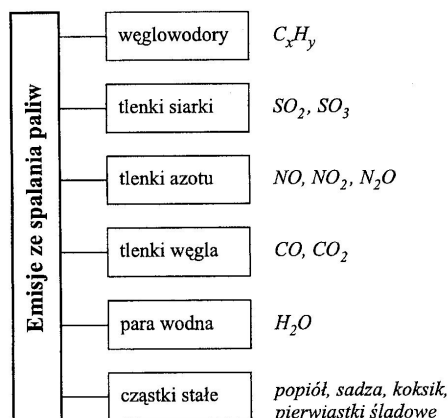 Emisje ze spalania paliw
węglowodory CₓHᵧ
tlenki siarki SO₂, SO₃
tlenki azotu NO, NO₂, N₂O
tlenki węgla CO, CO₂
para wodna H₂O
cząstki stałe popiół, sadza, koksik,
pierwiastki śladowe